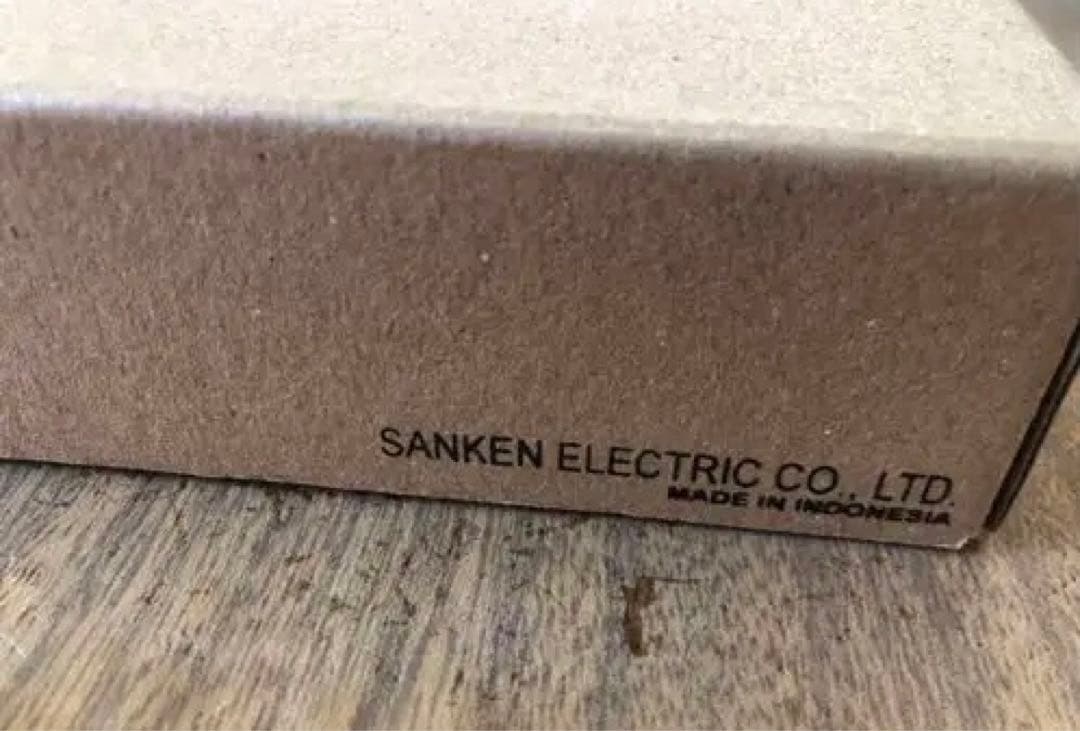 SANKEN ELECTRIC CO., LTD.
MADE IN INDONESIA